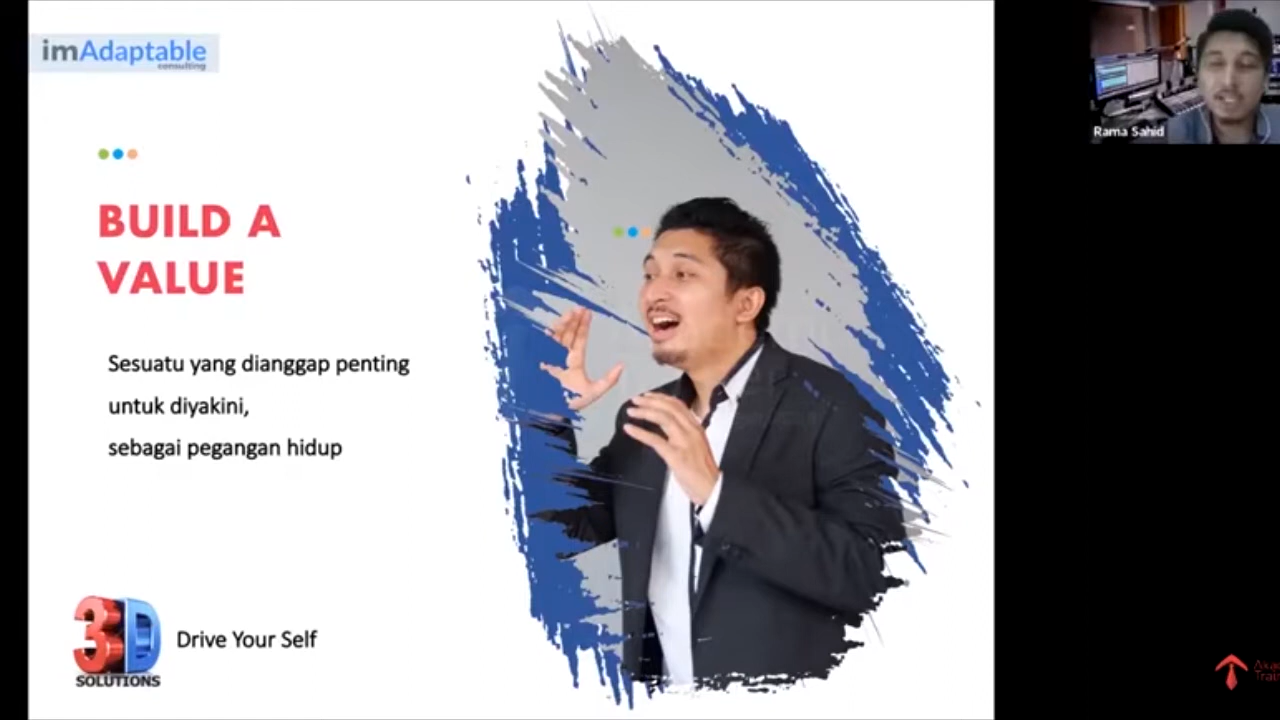 imAdaptable
consulting
Rama Sahid
BUILD A
VALUE
Sesuatu yang dianggap penting
untuk diyakini,
sebagai pegangan hidup
3D
SOLUTIONS
Drive Your Self